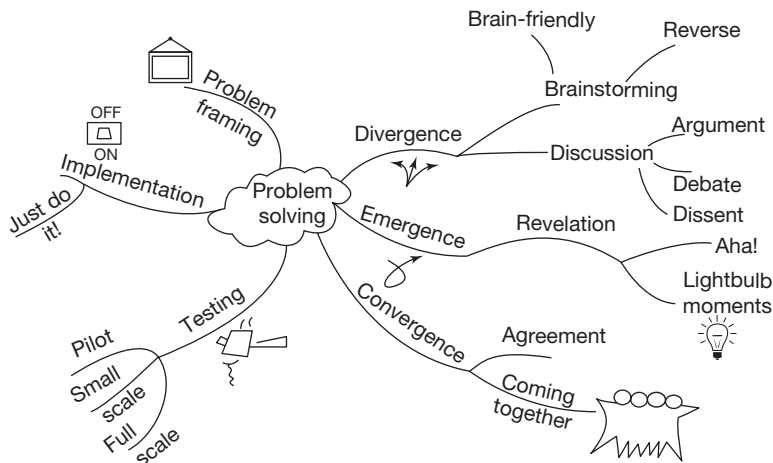 Problem
solving
Problem
framing
Divergence
Brainstorming
Brain-friendly
Reverse
Discussion
Argument
Debate
Dissent
Emergence
Revelation
Aha!
Lightbulb
moments
Convergence
Agreement
Coming
together
Testing
Pilot
Small
scale
Full
scale
Implementation
OFF
ON
Just do
it!